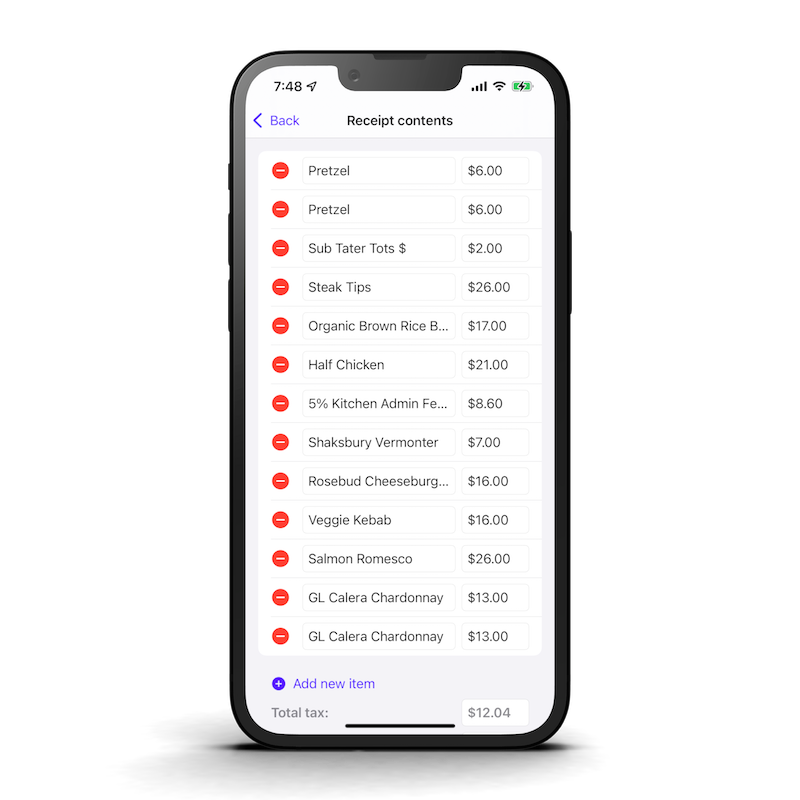 7:48
Back Receipt contents
Pretzel $6.00
Pretzel $6.00
Sub Tater Tots $ $2.00
Steak Tips $26.00
Organic Brown Rice B... $17.00
Half Chicken $21.00
5% Kitchen Admin Fe... $8.60
Shaksbury Vermonter $7.00
Rosebud Cheeseburg... $16.00
Veggie Kebab $16.00
Salmon Romesco $26.00
GL Calera Chardonnay $13.00
GL Calera Chardonnay $13.00
Add new item
Total tax: $12.04